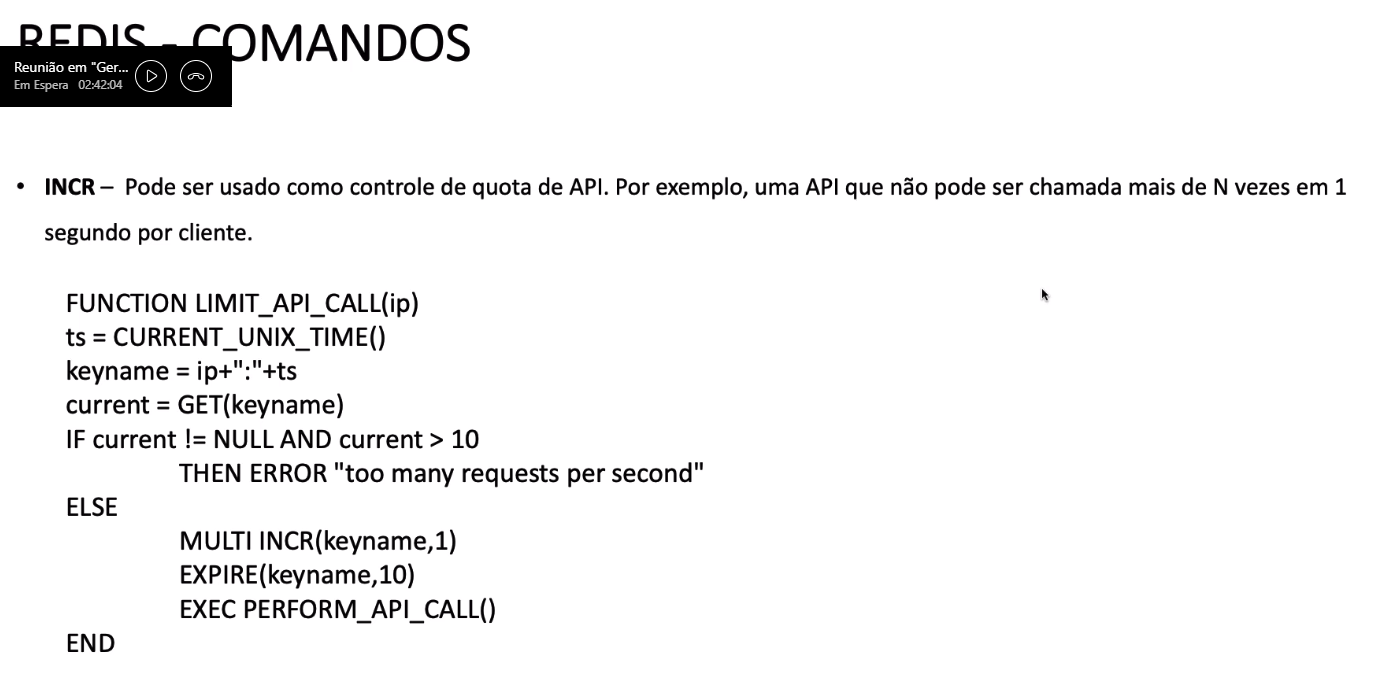 REDIS - COMANDOS
Reunião em "Ger...
Em Espera 02:42:04
• INCR – Pode ser usado como controle de quota de API. Por exemplo, uma API que não pode ser chamada mais de N vezes em 1
segundo por cliente.
FUNCTION LIMIT_API_CALL(ip)
ts = CURRENT_UNIX_TIME()
keyname = ip+":"+ts
current = GET(keyname)
IF current != NULL AND current > 10
THEN ERROR "too many requests per second"
ELSE
MULTI INCR(keyname,1)
EXPIRE(keyname,10)
EXEC PERFORM_API_CALL()
END